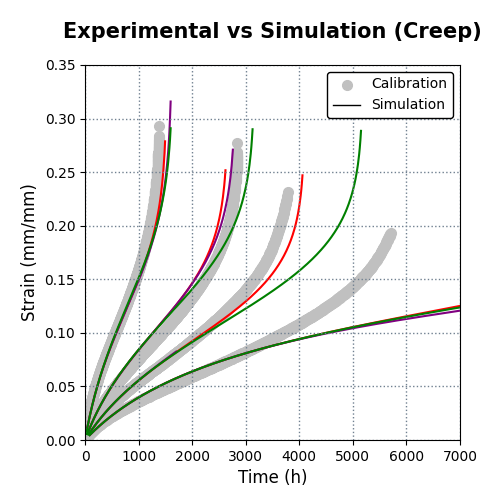 Experimental vs Simulation (Creep)
0.35
0.30
0.25
0.20
0.15
0.10
0.05
0.00
Strain (mm/mm)
Calibration
Simulation
0 1000 2000 3000 4000 5000 6000 7000
Time (h)